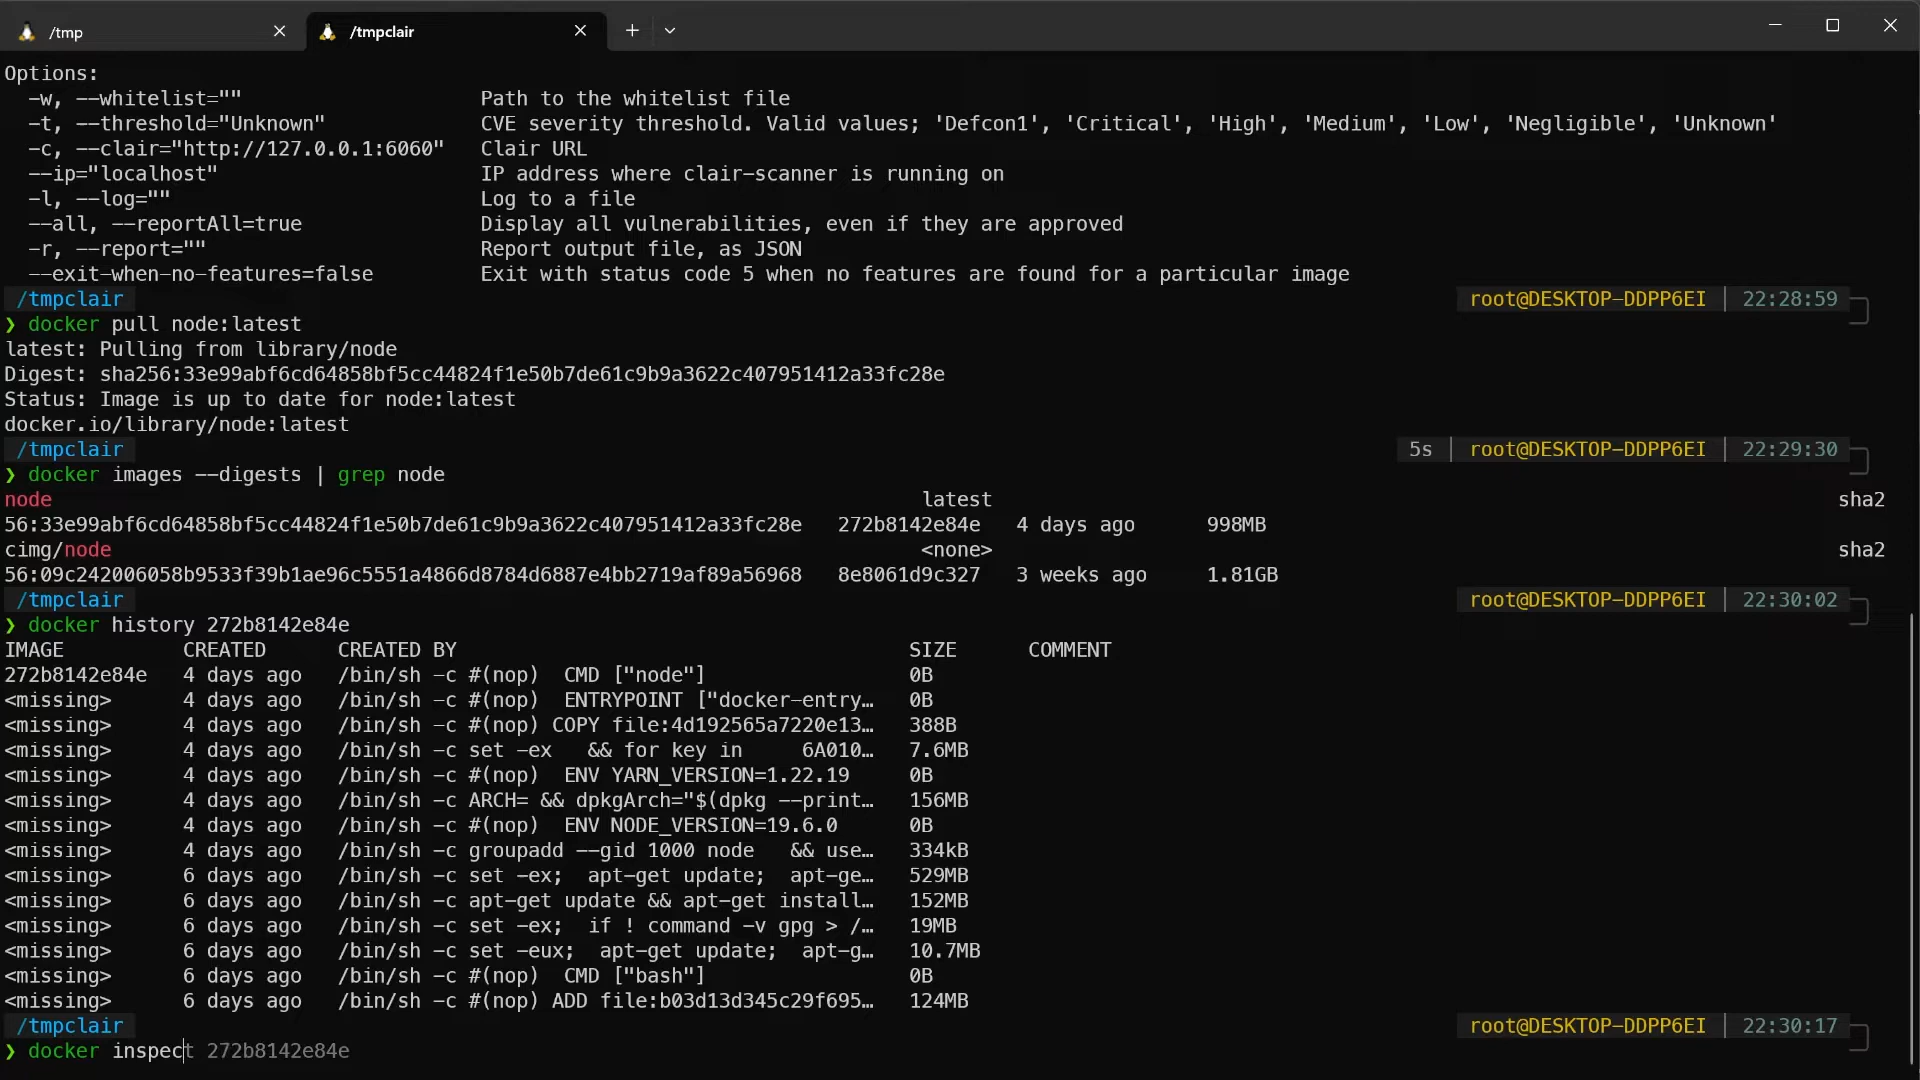 /tmp
/tmpclair
Options:
-w, --whitelist="" Path to the whitelist file
-t, --threshold="Unknown" CVE severity threshold. Valid values; 'Defcon1', 'Critical', 'High', 'Medium', 'Low', 'Negligible', 'Unknown'
-c, --clair="http://127.0.0.1:6060" Clair URL
--ip="localhost" IP address where clair-scanner is running on
-l, --log="" Log to a file
--all, --reportAll=true Display all vulnerabilities, even if they are approved
-r, --report="" Report output file, as JSON
--exit-when-no-features=false Exit with status code 5 when no features are found for a particular image
/tmpclair root@DESKTOP-DDPP6EI | 22:28:59
❯ docker pull node:latest
latest: Pulling from library/node
Digest: sha256:33e99abf6cd64858bf5cc44824f1e50b7de61c9b9a3622c407951412a33fc28e
Status: Image is up to date for node:latest
docker.io/library/node:latest
/tmpclair 5s | root@DESKTOP-DDPP6EI | 22:29:30
❯ docker images --digests | grep node
node latest sha2
56:33e99abf6cd64858bf5cc44824f1e50b7de61c9b9a3622c407951412a33fc28e 272b8142e84e 4 days ago 998MB
cimg/node <none> sha2
56:09c242006058b9533f39b1ae96c5551a4866d8784d6887e4bb2719af89a56968 8e8061d9c327 3 weeks ago 1.81GB
/tmpclair root@DESKTOP-DDPP6EI | 22:30:02
❯ docker history 272b8142e84e
IMAGE CREATED CREATED BY SIZE COMMENT
272b8142e84e 4 days ago /bin/sh -c #(nop) CMD ["node"] 0B
<missing> 4 days ago /bin/sh -c #(nop) ENTRYPOINT ["docker-entry… 0B
<missing> 4 days ago /bin/sh -c #(nop) COPY file:4d192565a7220e13… 388B
<missing> 4 days ago /bin/sh -c set -ex && for key in 6A010… 7.6MB
<missing> 4 days ago /bin/sh -c #(nop) ENV YARN_VERSION=1.22.19 0B
<missing> 4 days ago /bin/sh -c ARCH= && dpkgArch="$(dpkg --print… 156MB
<missing> 4 days ago /bin/sh -c #(nop) ENV NODE_VERSION=19.6.0 0B
<missing> 4 days ago /bin/sh -c groupadd --gid 1000 node && use… 334kB
<missing> 6 days ago /bin/sh -c set -ex; apt-get update; apt-ge… 529MB
<missing> 6 days ago /bin/sh -c apt-get update && apt-get install… 152MB
<missing> 6 days ago /bin/sh -c set -ex; if ! command -v gpg > /… 19MB
<missing> 6 days ago /bin/sh -c set -eux; apt-get update; apt-g… 10.7MB
<missing> 6 days ago /bin/sh -c #(nop) CMD ["bash"] 0B
<missing> 6 days ago /bin/sh -c #(nop) ADD file:b03d13d345c29f695… 124MB
/tmpclair root@DESKTOP-DDPP6EI | 22:30:17
❯ docker inspect 272b8142e84e